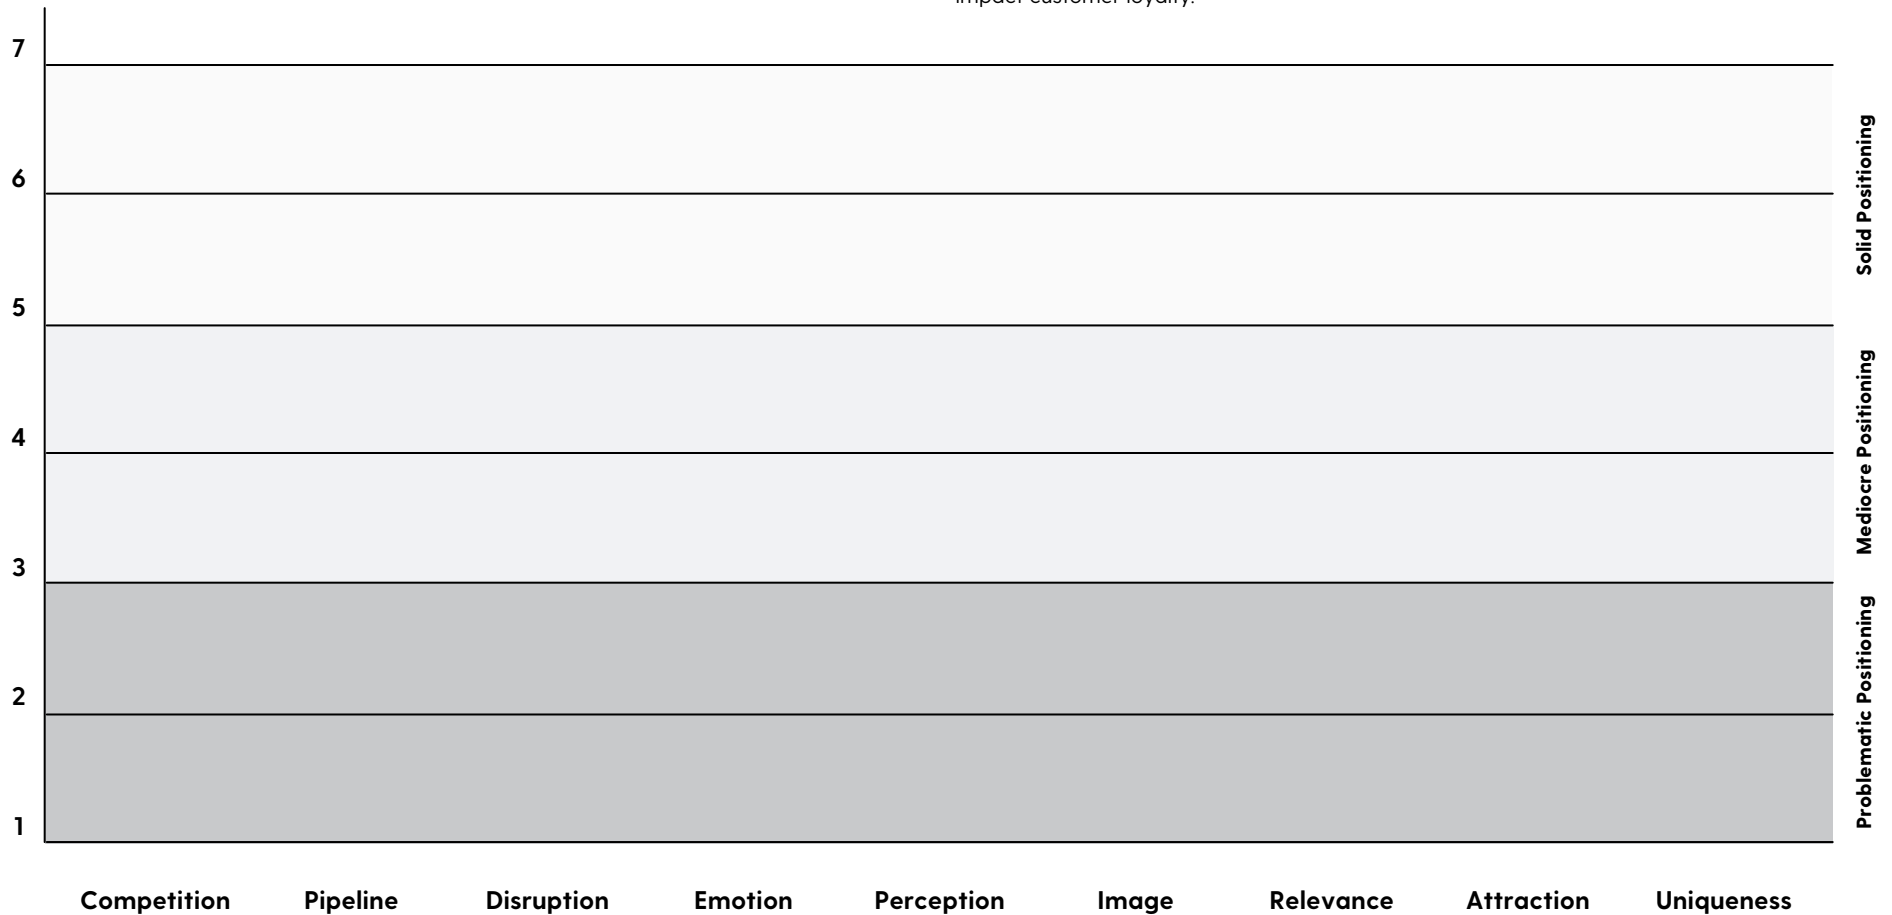 impact customer loyalty.
7
6
5
4
3
2
1
Solid Positioning
Mediocre Positioning
Problematic Positioning
Competition Pipeline Disruption Emotion Perception Image Relevance Attraction Uniqueness